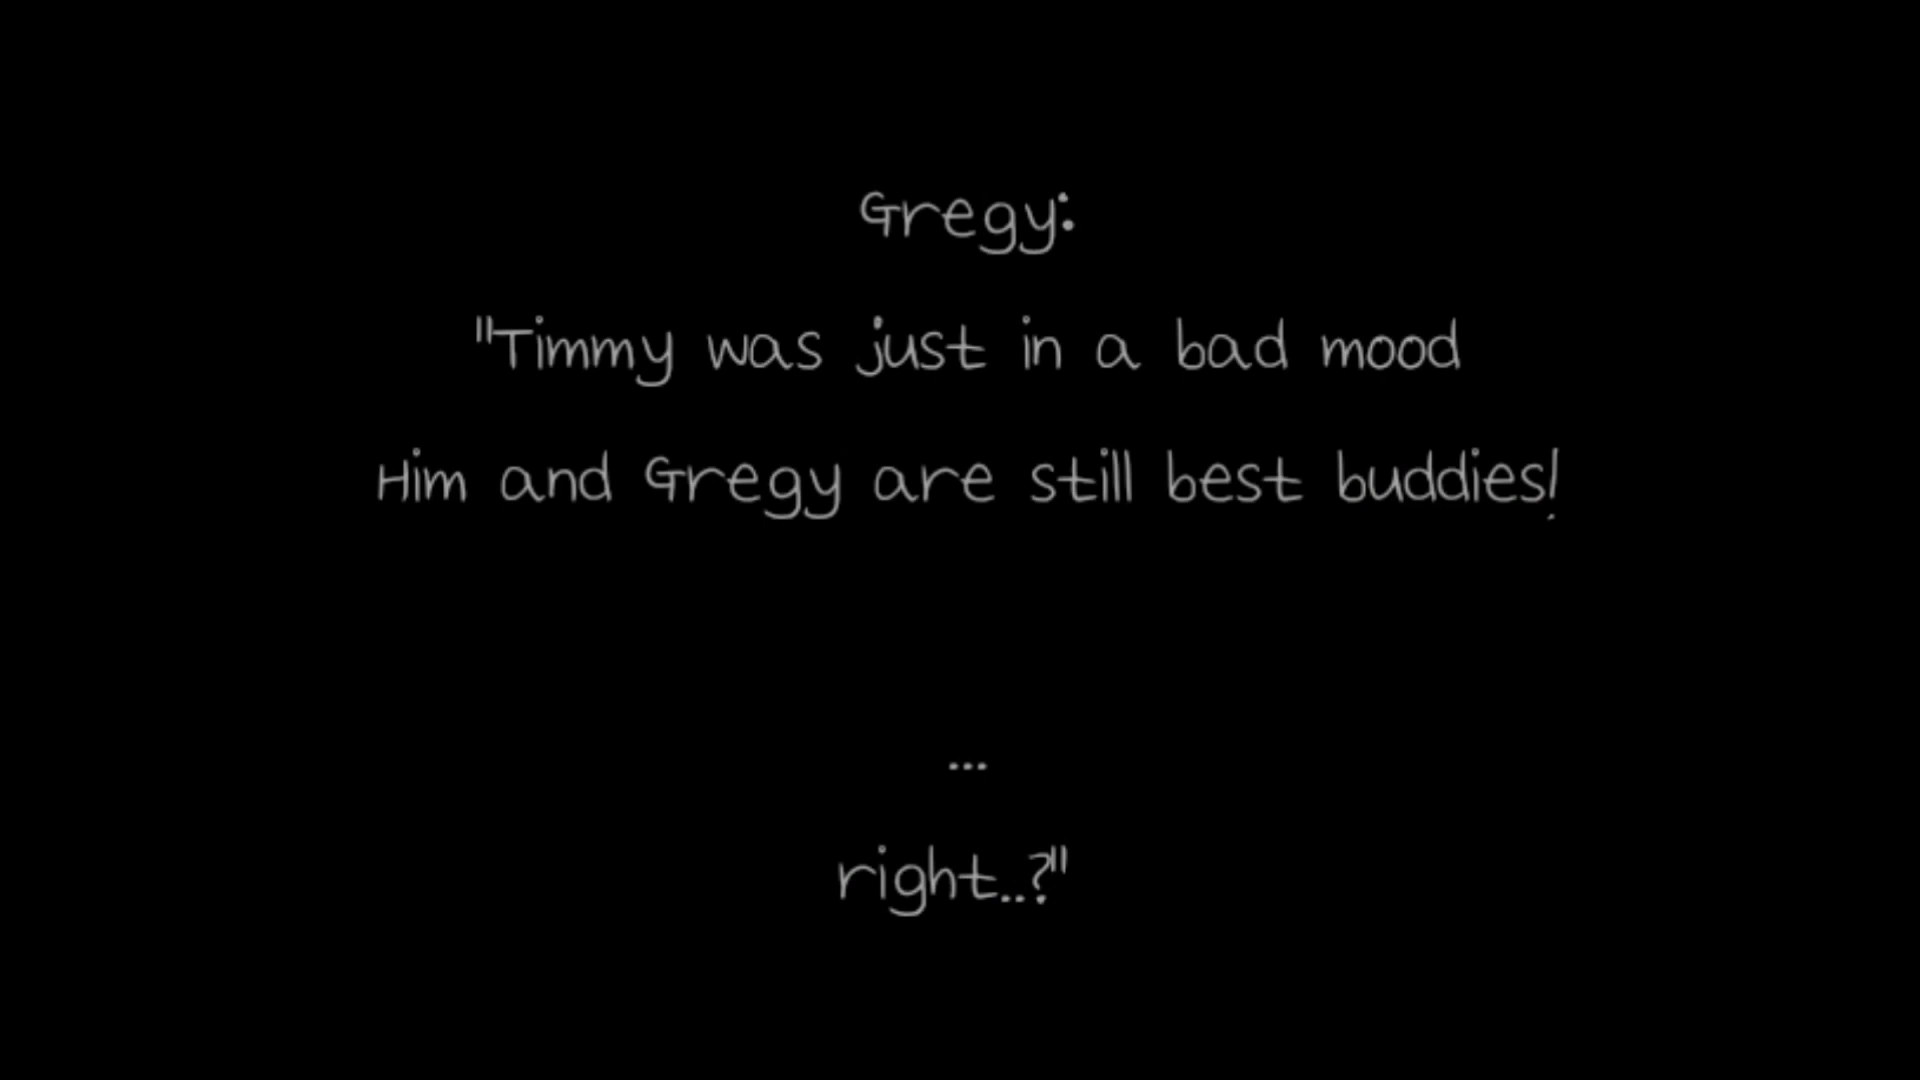 Gregy:
"Timmy was just in a bad mood
Him and Gregy are still best buddies!
...
right..?"